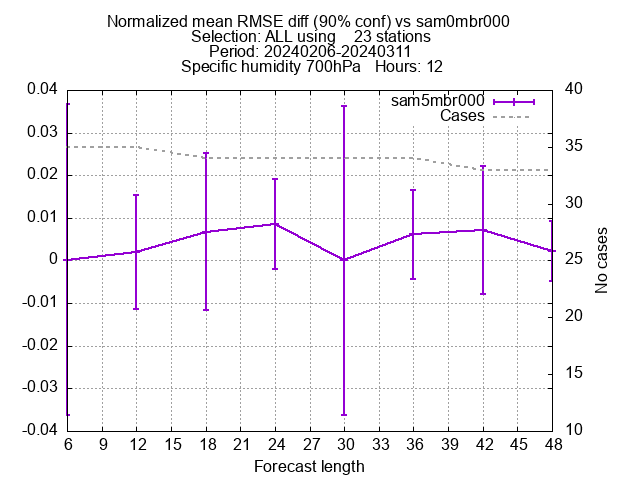 Normalized mean RMSE diff (90% conf) vs sam0mbr000
Selection: ALL using    23 stations
Period: 20240206-20240311
Specific humidity 700hPa   Hours: 12
sam5mbr000
Cases
0.04
0.03
0.02
0.01
0
-0.01
-0.02
-0.03
-0.04
40
35
30
25
20
15
10
No cases
6 9 12 15 18 21 24 27 30 33 36 39 42 45 48
Forecast length